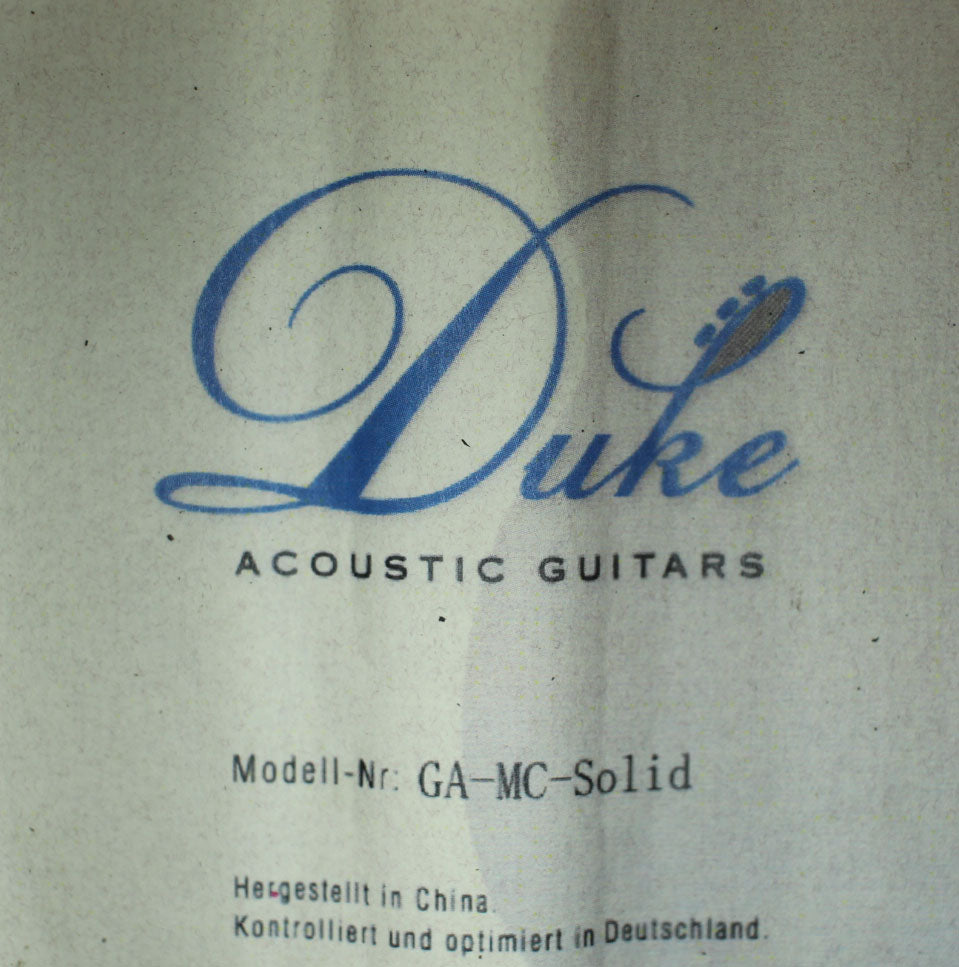 Duke
ACOUSTIC GUITARS
Modell-Nr: GA-MC-Solid
Hergestellt in China.
Kontrolliert und optimiert in Deutschland.